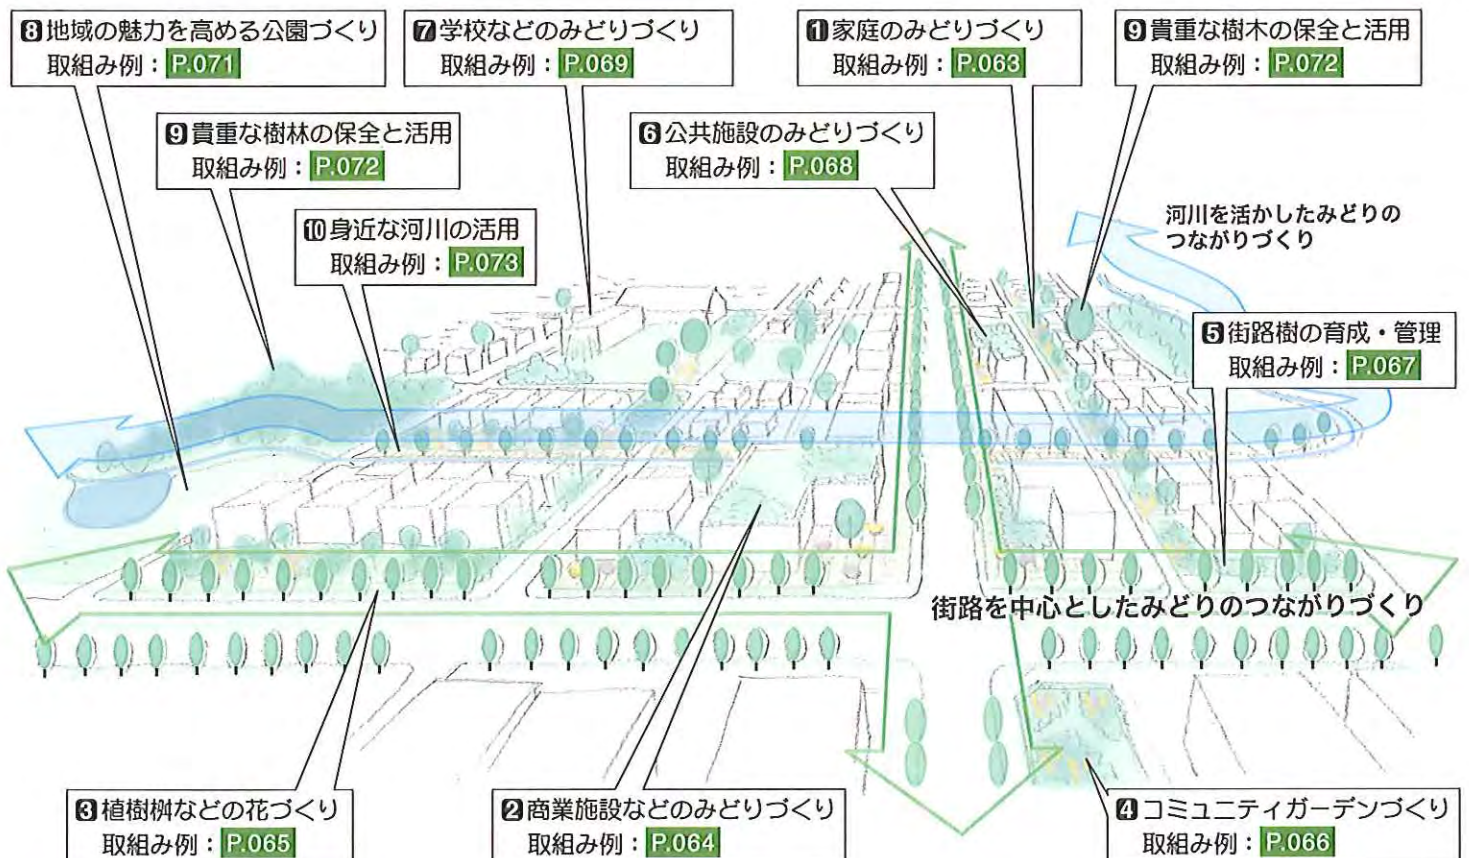 8 地域の魅力を高める公園づくり
取組み例：P.071
7 学校などのみどりづくり
取組み例：P.069
1 家庭のみどりづくり
取組み例：P.063
9 貴重な樹木の保全と活用
取組み例：P.072
9 貴重な樹林の保全と活用
取組み例：P.072
6 公共施設のみどりづくり
取組み例：P.068
10 身近な河川の活用
取組み例：P.073
河川を活かしたみどりの
つながりづくり
5 街路樹の育成・管理
取組み例：P.067
街路を中心としたみどりのつながりづくり
3 植樹桝などの花づくり
取組み例：P.065
2 商業施設などのみどりづくり
取組み例：P.064
4 コミュニティガーデンづくり
取組み例：P.066